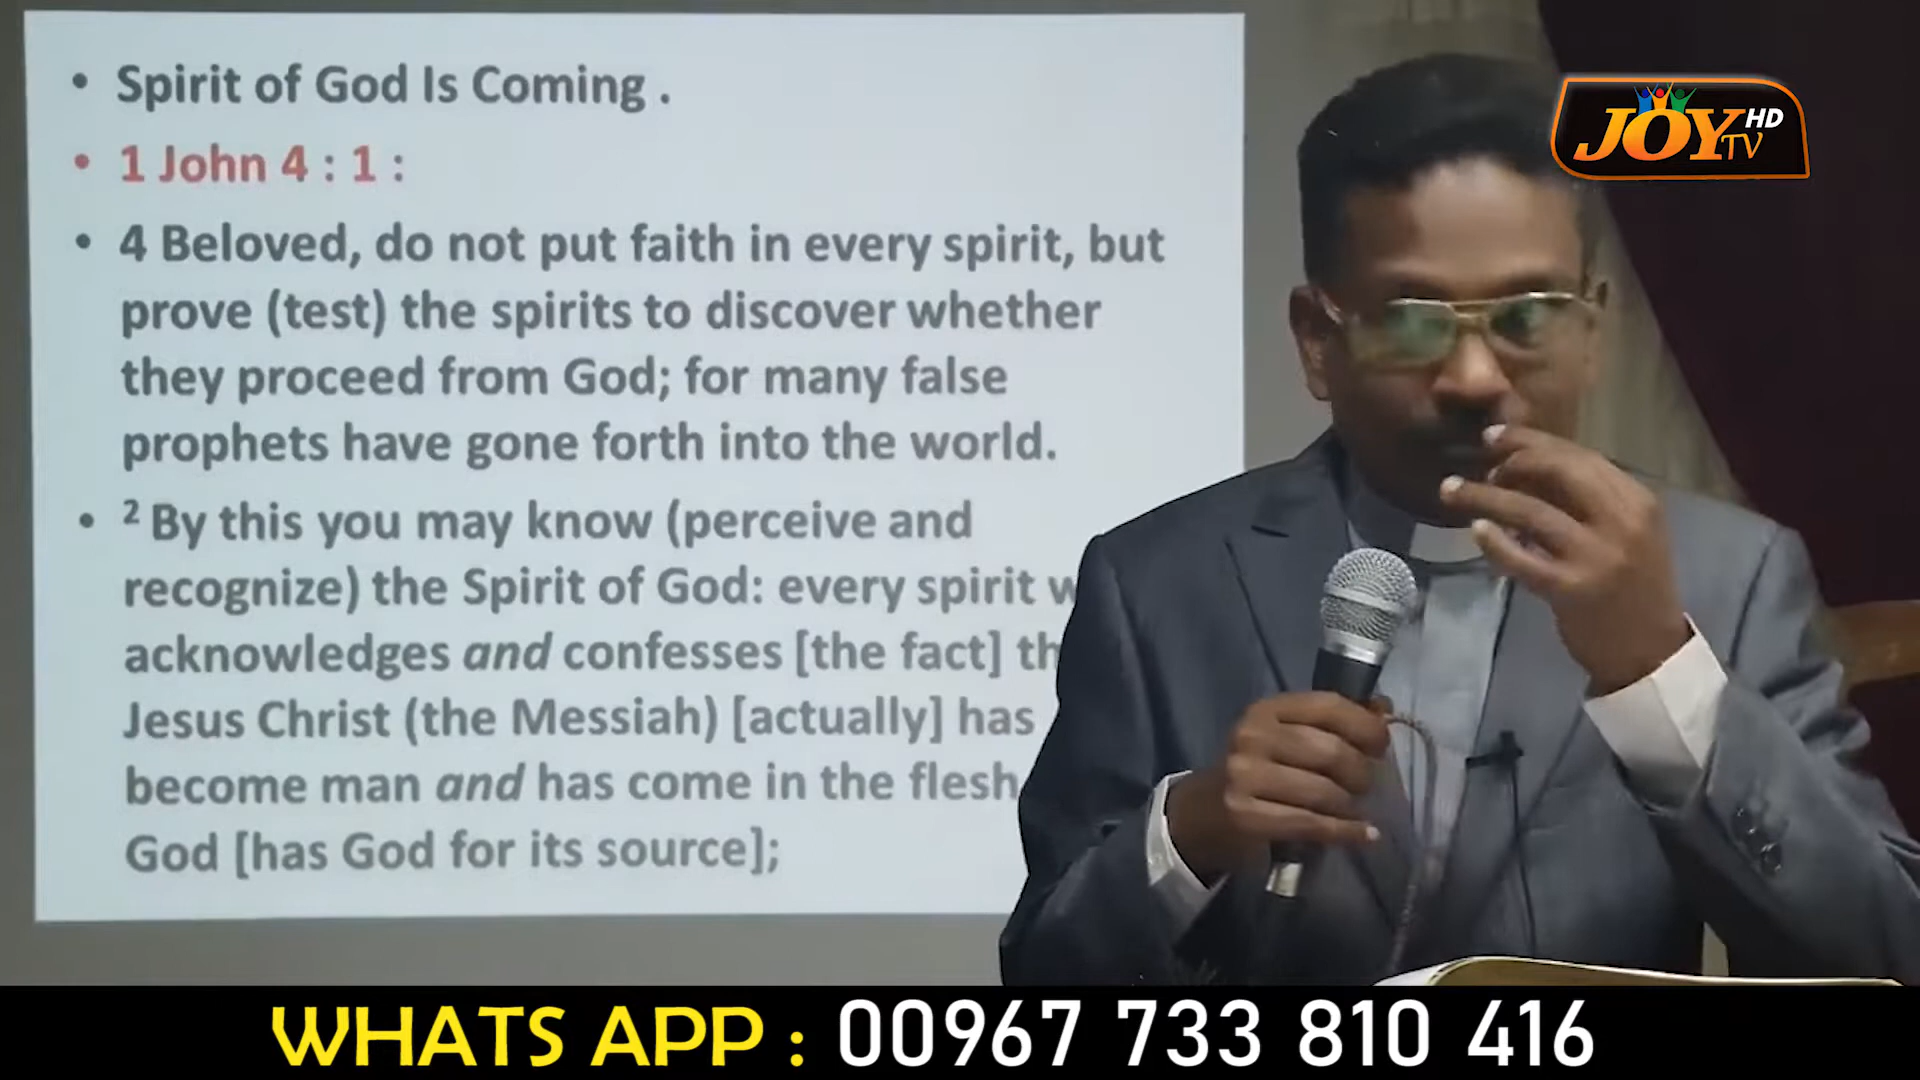 • Spirit of God Is Coming .
• 1 John 4 : 1 :
• 4 Beloved, do not put faith in every spirit, but
prove (test) the spirits to discover whether
they proceed from God; for many false
prophets have gone forth into the world.
• ² By this you may know (perceive and
recognize) the Spirit of God: every spirit
acknowledges and confesses [the fact]
Jesus Christ (the Messiah) [actually] has
become man and has come in the flesh
God [has God for its source];
JOY TV HD
WHATS APP : 00967 733 810 416